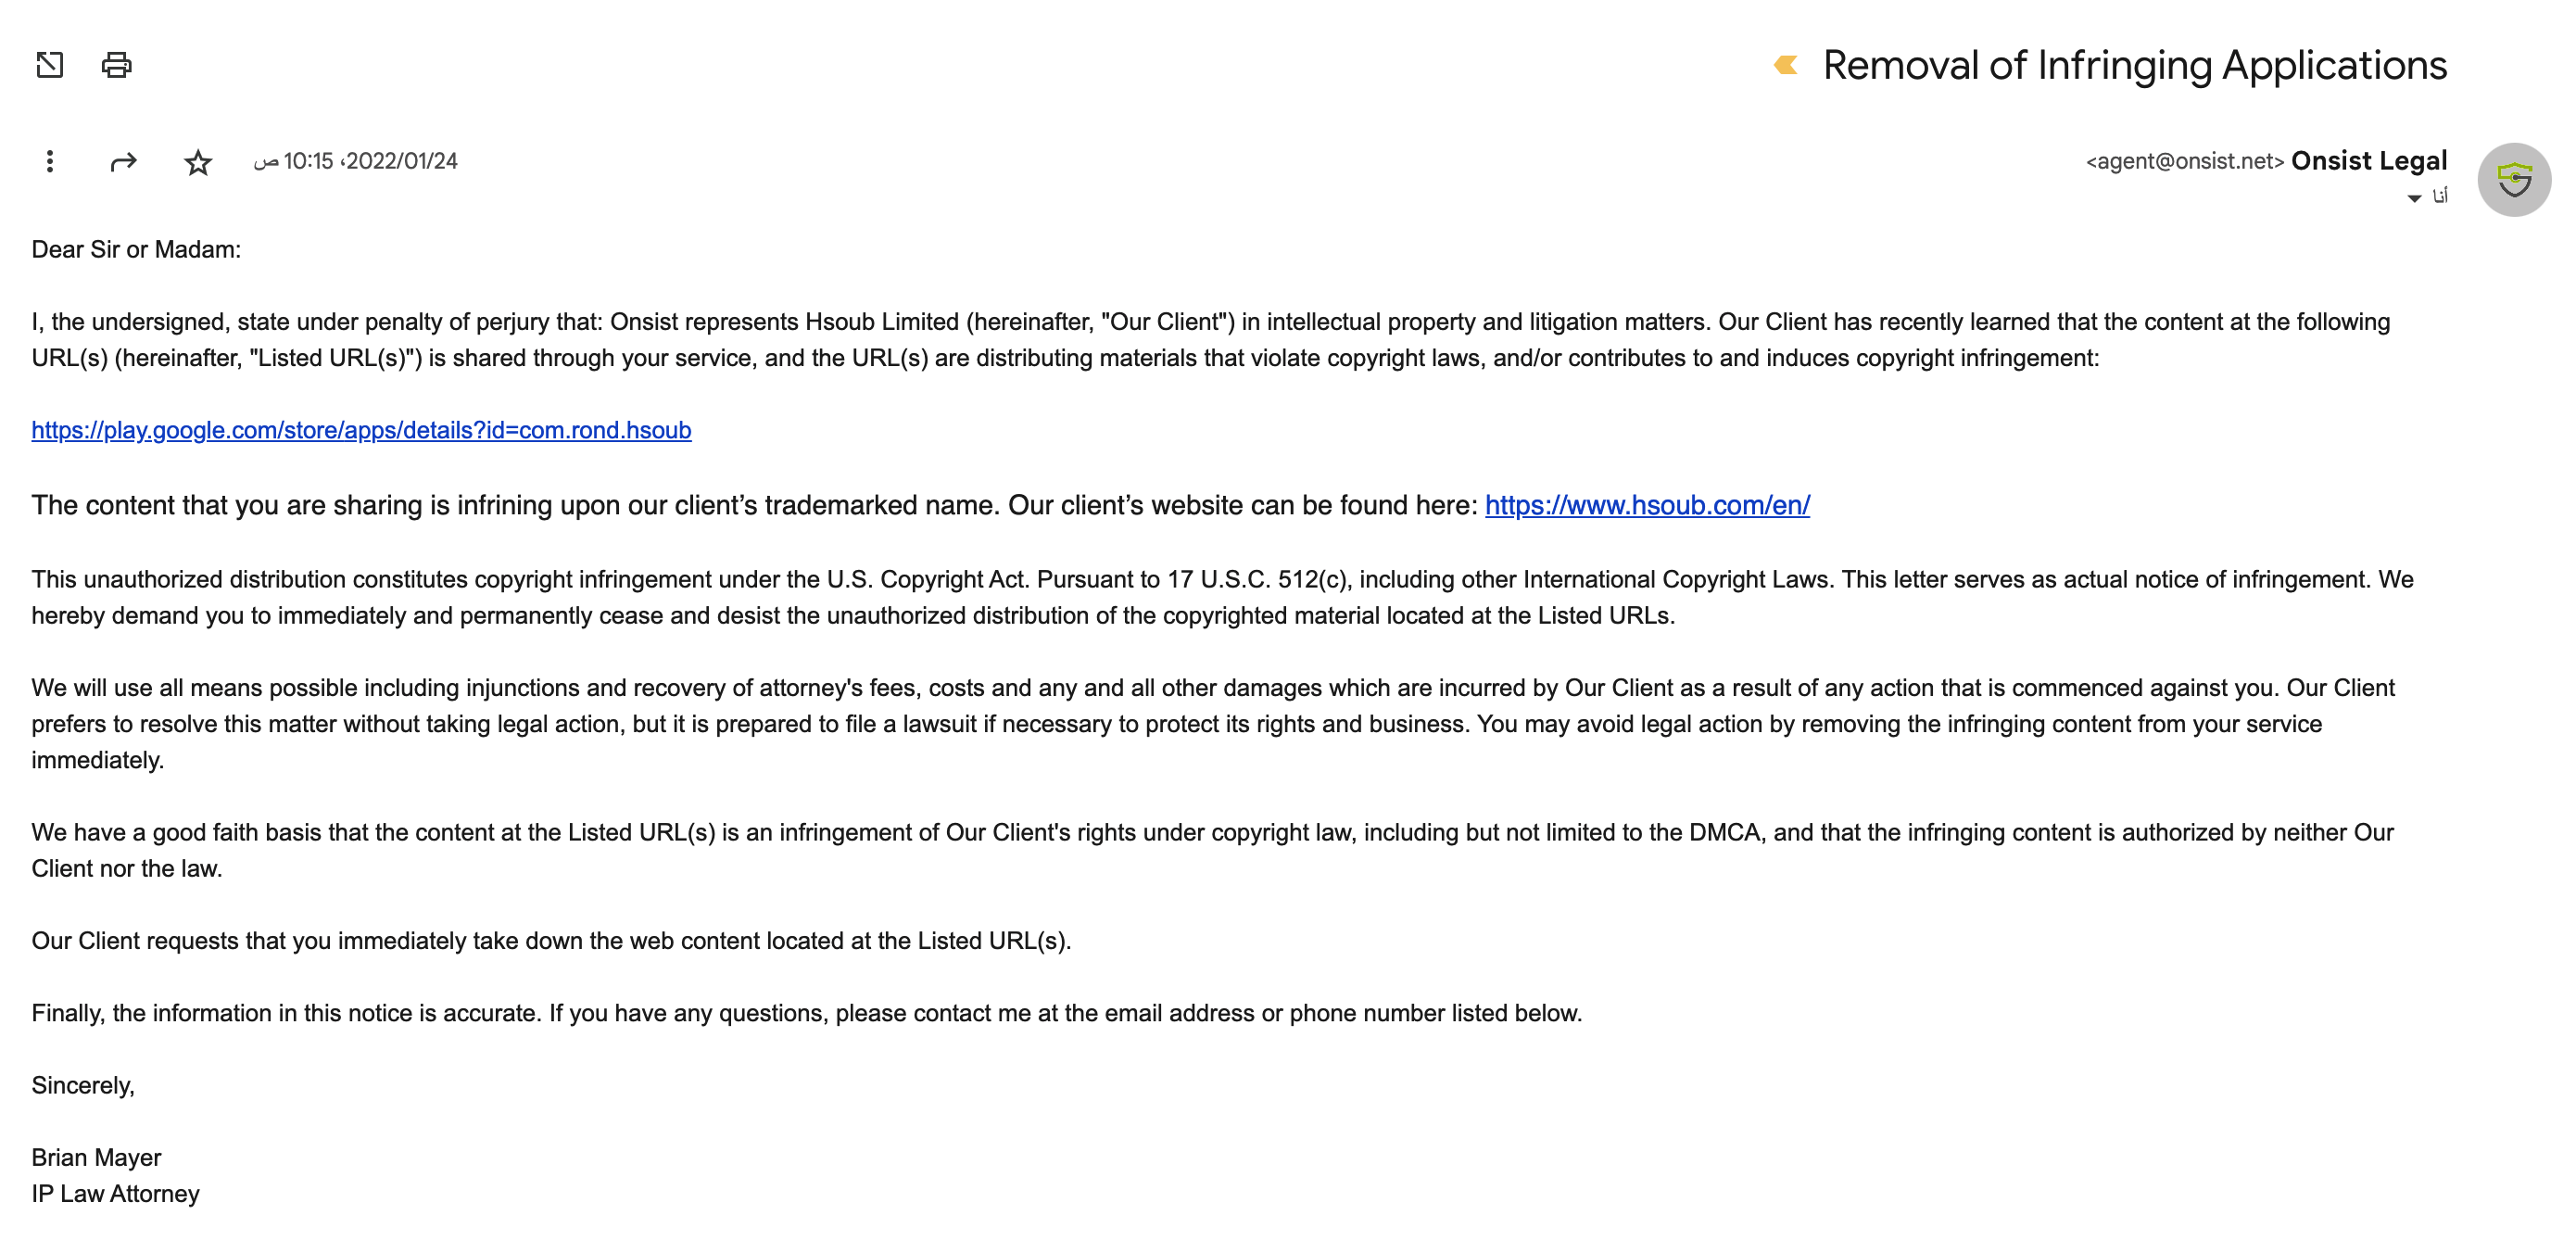 Removal of Infringing Applications
Onsist Legal <agent@onsist.net>
2022/01/24، 10:15 ص
أنا
Dear Sir or Madam:
I, the undersigned, state under penalty of perjury that: Onsist represents Hsoub Limited (hereinafter, "Our Client") in intellectual property and litigation matters. Our Client has recently learned that the content at the following
URL(s) (hereinafter, "Listed URL(s)") is shared through your service, and the URL(s) are distributing materials that violate copyright laws, and/or contributes to and induces copyright infringement:
https://play.google.com/store/apps/details?id=com.rond.hsoub
The content that you are sharing is infrining upon our client’s trademarked name. Our client’s website can be found here: https://www.hsoub.com/en/
This unauthorized distribution constitutes copyright infringement under the U.S. Copyright Act. Pursuant to 17 U.S.C. 512(c), including other International Copyright Laws. This letter serves as actual notice of infringement. We
hereby demand you to immediately and permanently cease and desist the unauthorized distribution of the copyrighted material located at the Listed URLs.
We will use all means possible including injunctions and recovery of attorney's fees, costs and any and all other damages which are incurred by Our Client as a result of any action that is commenced against you. Our Client
prefers to resolve this matter without taking legal action, but it is prepared to file a lawsuit if necessary to protect its rights and business. You may avoid legal action by removing the infringing content from your service
immediately.
We have a good faith basis that the content at the Listed URL(s) is an infringement of Our Client's rights under copyright law, including but not limited to the DMCA, and that the infringing content is authorized by neither Our
Client nor the law.
Our Client requests that you immediately take down the web content located at the Listed URL(s).
Finally, the information in this notice is accurate. If you have any questions, please contact me at the email address or phone number listed below.
Sincerely,
Brian Mayer
IP Law Attorney